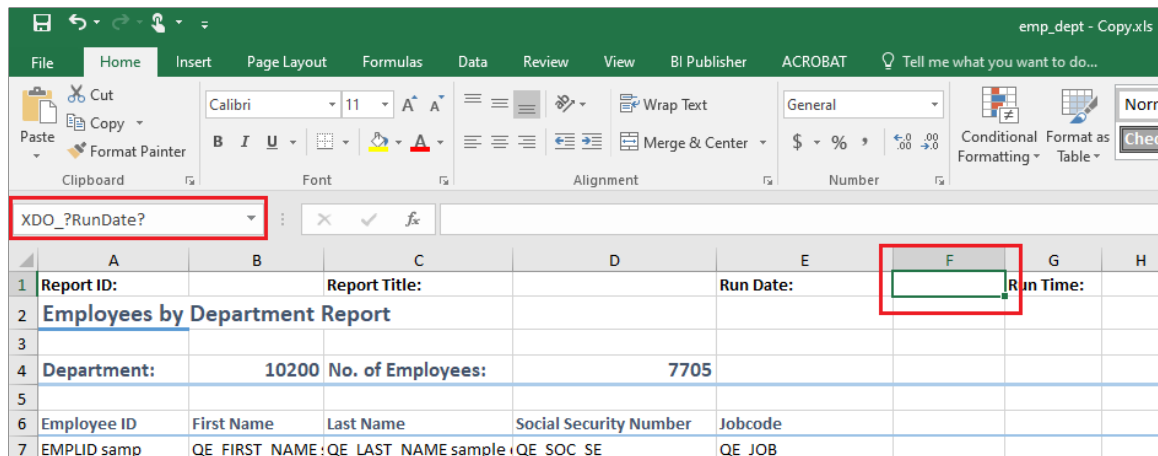 emp_dept - Copy.xls
File Home Insert Page Layout Formulas Data Review View BI Publisher ACROBAT Tell me what you want to do...
Cut
Copy
Format Painter
Paste
Clipboard
Calibri 11 A A
B I U A
Font
Wrap Text
Merge & Center
Alignment
General
$ % ,
Number
Conditional Formatting
Format as Table
Norr
Chec
XDO_?RunDate? fx
A B C D E F G H
1 Report ID: Report Title: Run Date: Run Time:
2 Employees by Department Report
3
4 Department: 10200 No. of Employees: 7705
5
6 Employee ID First Name Last Name Social Security Number Jobcode
7 EMPLID samp QE_FIRST_NAME QE_LAST_NAME sample QE_SOC_SE QE_JOB